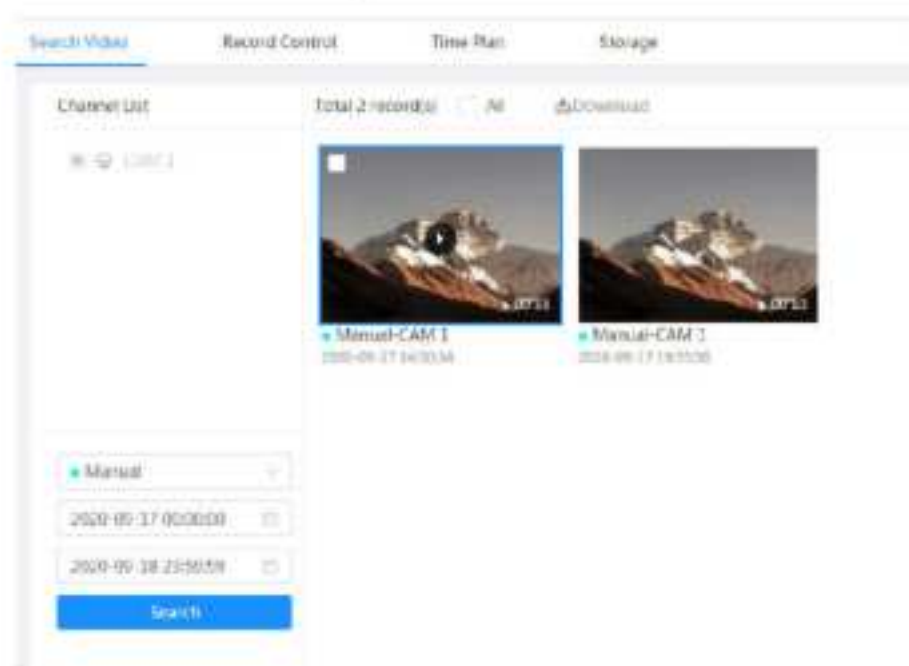 Search Video
Record Control
Time Plan
Storage
Channel List
Total 2 record(s)
All
Download
Manual-CAM 1
Manual-CAM
Manual
2020-09-17 00:00:00
2020-09-18 23:59:59
Search